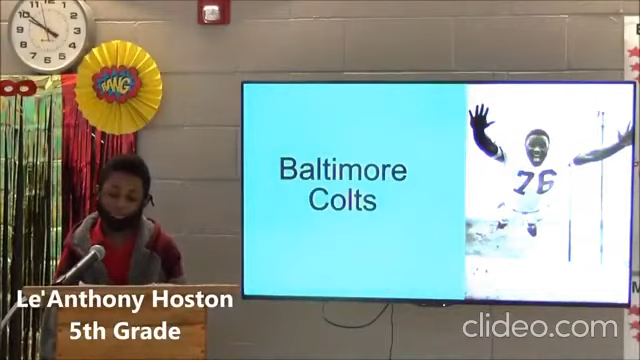 BANG
Baltimore
Colts
76
Le'Anthony Hoston
5th Grade
clideo.com